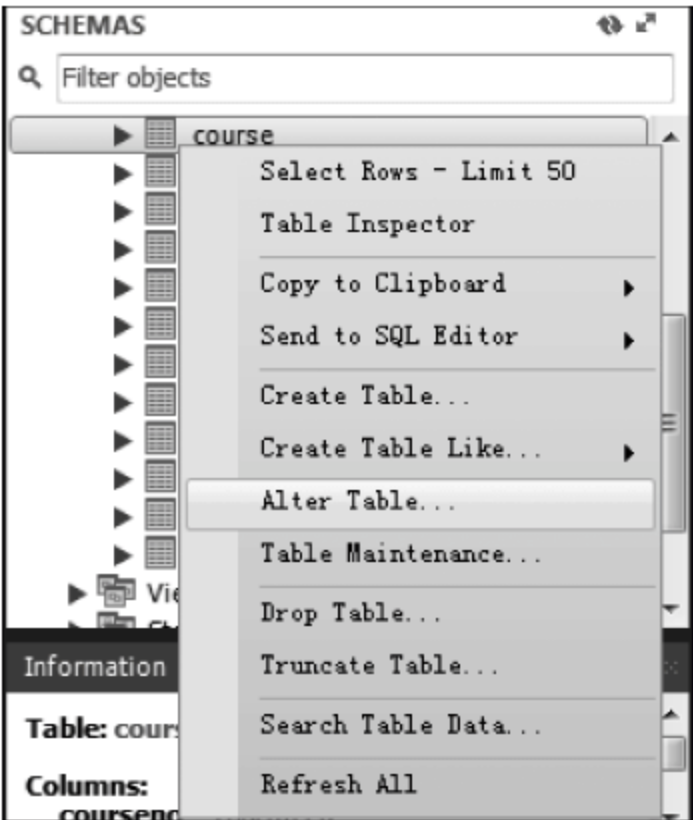 SCHEMAS
Filter objects
course
Select Rows - Limit 50
Table Inspector
Copy to Clipboard
Send to SQL Editor
Create Table...
Create Table Like...
Alter Table...
Table Maintenance...
Drop Table...
Truncate Table...
Search Table Data...
Refresh All
Vie
Information
Table: cours
Columns: